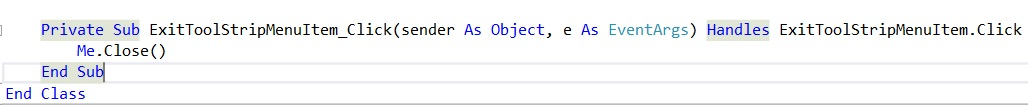 Private Sub ExitToolStripMenuItem_Click(sender As Object, e As EventArgs) Handles ExitToolStripMenuItem.Click
Me.Close()
End Sub
End Class